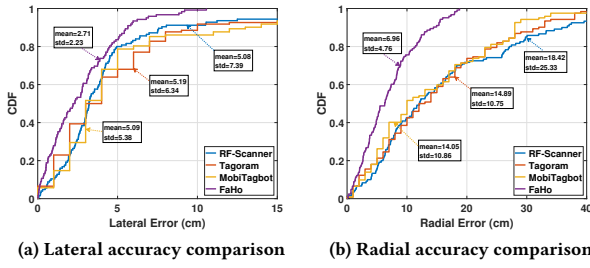 1
0.8
0.6
0.4
0.2
0
CDF
mean=2.71
std=2.23
mean=5.08
std=7.39
mean=5.19
std=6.34
mean=5.09
std=5.38
RF-Scanner
Tagoram
MobiTagbot
FaHo
0 5 10 15
Lateral Error (cm)
(a) Lateral accuracy comparison
1
0.8
0.6
0.4
0.2
0
CDF
mean=6.96
std=4.76
mean=18.42
std=25.33
mean=14.89
std=10.75
mean=14.05
std=10.86
RF-Scanner
Tagoram
MobiTagbot
FaHo
0 10 20 30 40
Radial Error (cm)
(b) Radial accuracy comparison